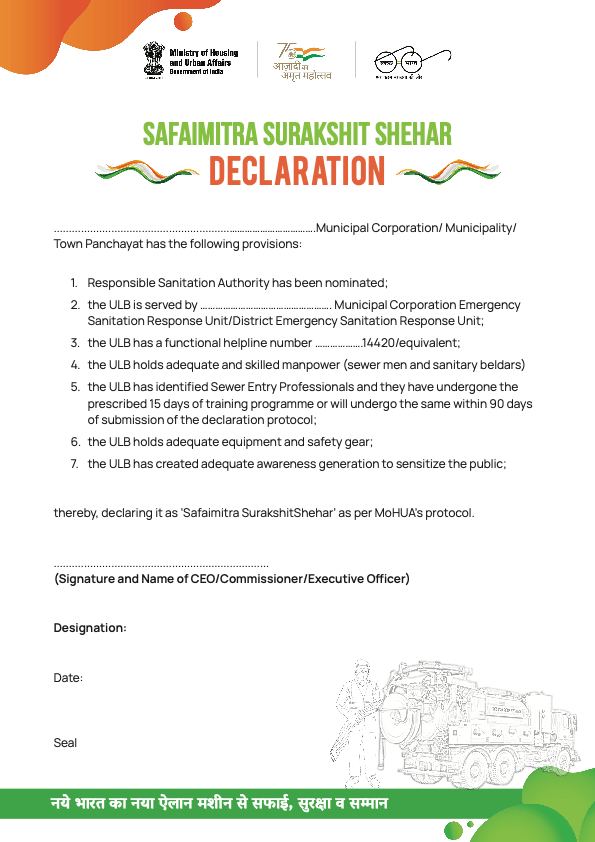 Ministry of Housing
and Urban Affairs
Government of India
75
आज़ादी का
अमृत महोत्सव
स्वच्छ भारत
एक कदम स्वच्छता की ओर
SAFAIMITRA SURAKSHIT SHEHAR
DECLARATION
.......................................................................................Municipal Corporation/ Municipality/
Town Panchayat has the following provisions:
1. Responsible Sanitation Authority has been nominated;
2. the ULB is served by ................................................ Municipal Corporation Emergency
Sanitation Response Unit/District Emergency Sanitation Response Unit;
3. the ULB has a functional helpline number ..................14420/equivalent;
4. the ULB holds adequate and skilled manpower (sewer men and sanitary beldars)
5. the ULB has identified Sewer Entry Professionals and they have undergone the
prescribed 15 days of training programme or will undergo the same within 90 days
of submission of the declaration protocol;
6. the ULB holds adequate equipment and safety gear;
7. the ULB has created adequate awareness generation to sensitize the public;
thereby, declaring it as ‘Safaimitra SurakshitShehar’ as per MoHUA's protocol.
.......................................................................
(Signature and Name of CEO/Commissioner/Executive Officer)
Designation:
Date:
Seal
नये भारत का नया ऐलान मशीन से सफाई, सुरक्षा व सम्मान